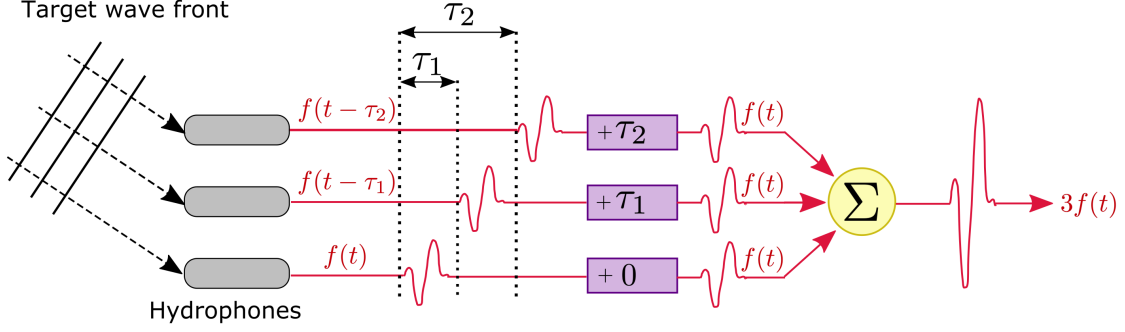 Target wave front
τ₂
τ₁
f(t − τ₂)
+ τ₂
f(t)
f(t − τ₁)
+ τ₁
f(t)
Σ
3f(t)
f(t)
+ 0
f(t)
Hydrophones